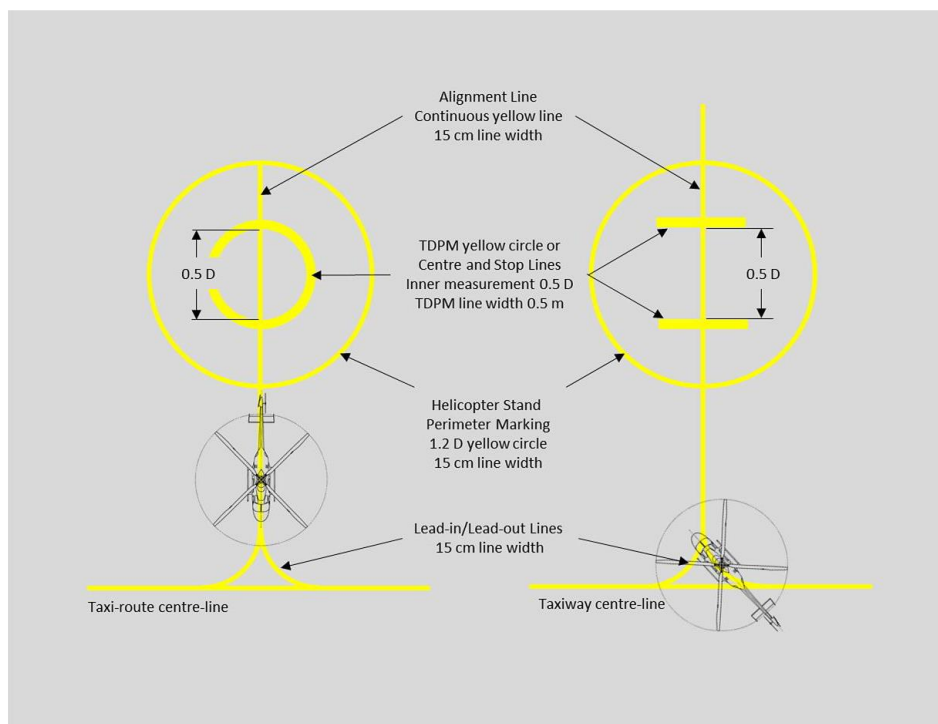 Alignment Line
Continuous yellow line
15 cm line width
0.5 D
TDPM yellow circle or
Centre and Stop Lines
Inner measurement 0.5 D
TDPM line width 0.5 m
0.5 D
Helicopter Stand
Perimeter Marking
1.2 D yellow circle
15 cm line width
Lead-in/Lead-out Lines
15 cm line width
Taxi-route centre-line
Taxiway centre-line